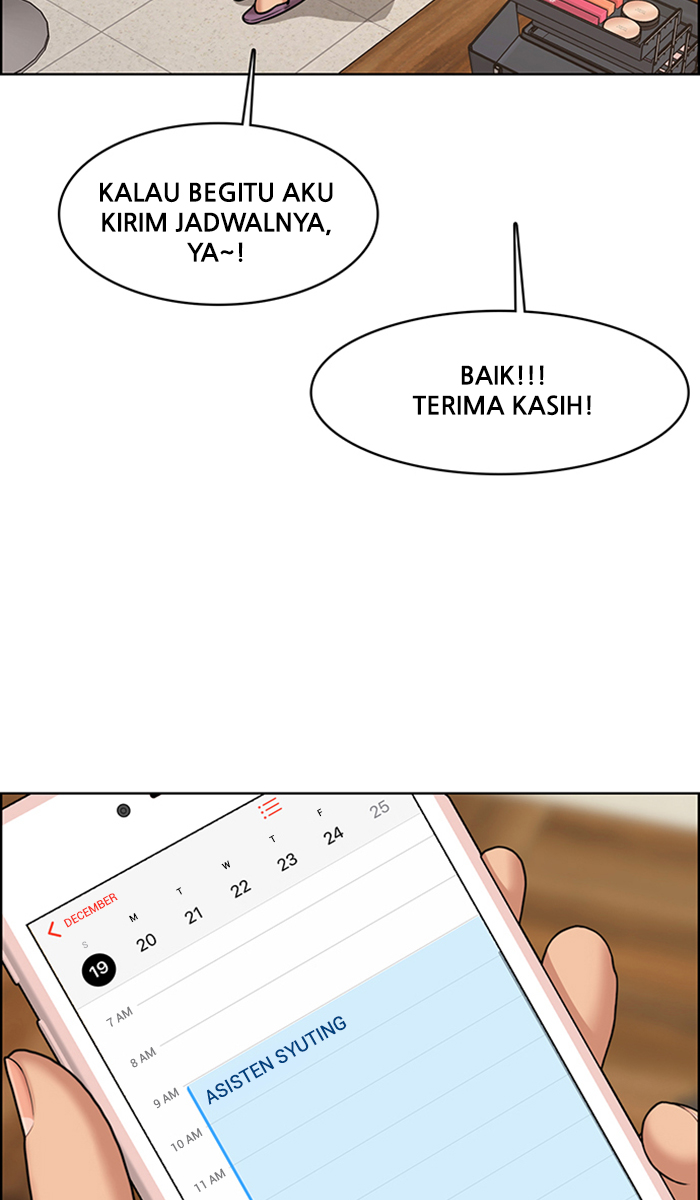 KALAU BEGITU AKU
KIRIM JADWALNYA,
YA~!
BAIK!!!
TERIMA KASIH!
DECEMBER
S M T W T F
19 20 21 22 23 24 25
7 AM
8 AM
9 AM
ASISTEN SYUTING
10 AM
11 AM